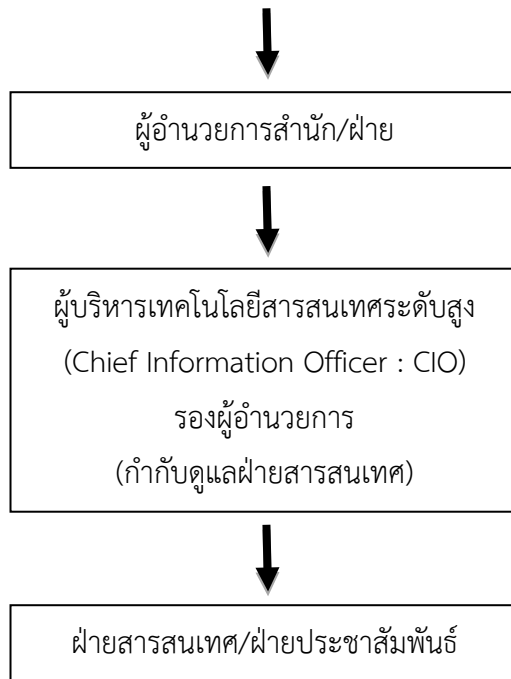 ผู้อำนวยการสำนัก/ฝ่าย
ผู้บริหารเทคโนโลยีสารสนเทศระดับสูง
(Chief Information Officer : CIO)
รองผู้อำนวยการ
(กำกับดูแลฝ่ายสารสนเทศ)
ฝ่ายสารสนเทศ/ฝ่ายประชาสัมพันธ์